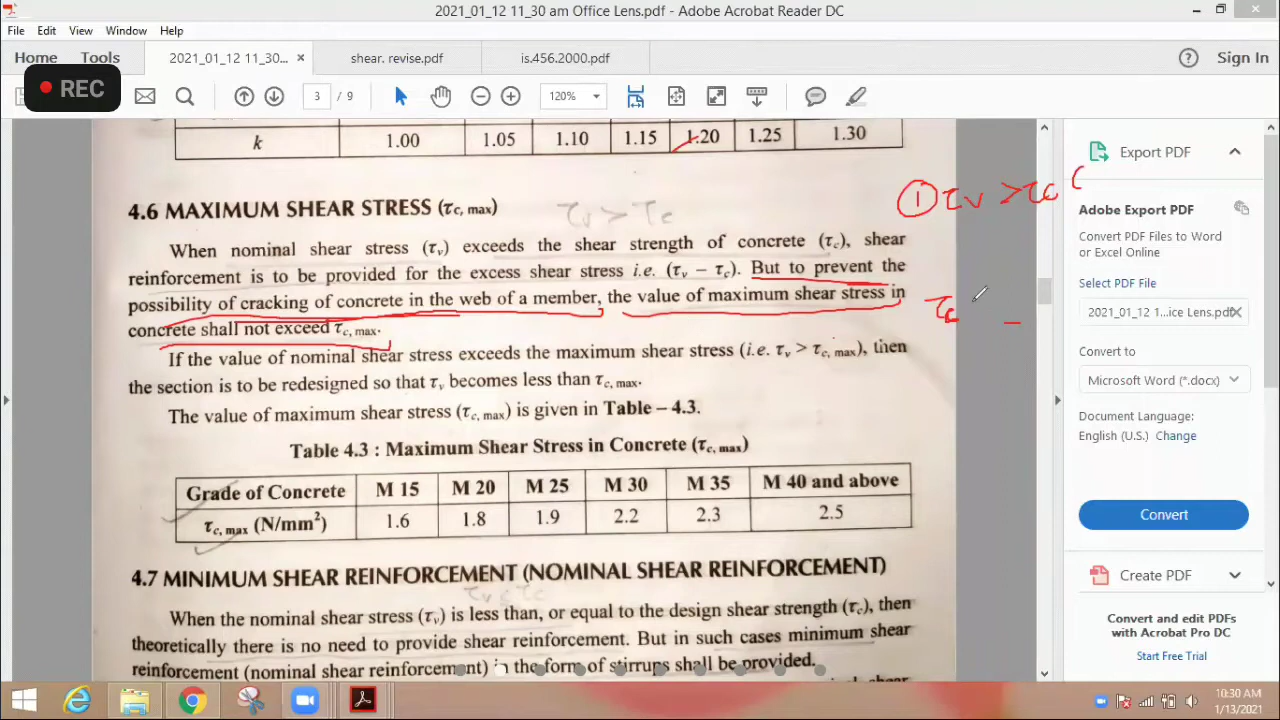 2021_01_12 11_30 am Office Lens.pdf - Adobe Acrobat Reader DC
File Edit View Window Help
Home Tools 2021_01_12 11_30... × shear. revise.pdf is.456.2000.pdf Sign In
REC
3 / 9 120%
k 1.00 1.05 1.10 1.15 1.20 1.25 1.30
4.6 MAXIMUM SHEAR STRESS (τc, max)
τv > τc
① τv > τc (
When nominal shear stress (τv) exceeds the shear strength of concrete (τc), shear
reinforcement is to be provided for the excess shear stress i.e. (τv – τc). But to prevent the
possibility of cracking of concrete in the web of a member, the value of maximum shear stress in
concrete shall not exceed τc, max.
τc
If the value of nominal shear stress exceeds the maximum shear stress (i.e. τv > τc, max), then
the section is to be redesigned so that τv becomes less than τc, max.
The value of maximum shear stress (τc, max) is given in Table – 4.3.
Table 4.3 : Maximum Shear Stress in Concrete (τc, max)
Grade of Concrete M 15 M 20 M 25 M 30 M 35 M 40 and above
τc, max (N/mm²) 1.6 1.8 1.9 2.2 2.3 2.5
4.7 MINIMUM SHEAR REINFORCEMENT (NOMINAL SHEAR REINFORCEMENT)
When the nominal shear stress (τv) is less than, or equal to the design shear strength (τc), then
theoretically there is no need to provide shear reinforcement. But in such cases minimum shear
reinforcement (nominal shear reinforcement) in the form of stirrups shall be provided.
Export PDF
Adobe Export PDF
Convert PDF Files to Word
or Excel Online
Select PDF File
2021_01_12 1...ice Lens.pdf
Convert to
Microsoft Word (*.docx)
Document Language:
English (U.S.) Change
Convert
Create PDF
Convert and edit PDFs
with Acrobat Pro DC
Start Free Trial
10:30 AM
1/13/2021